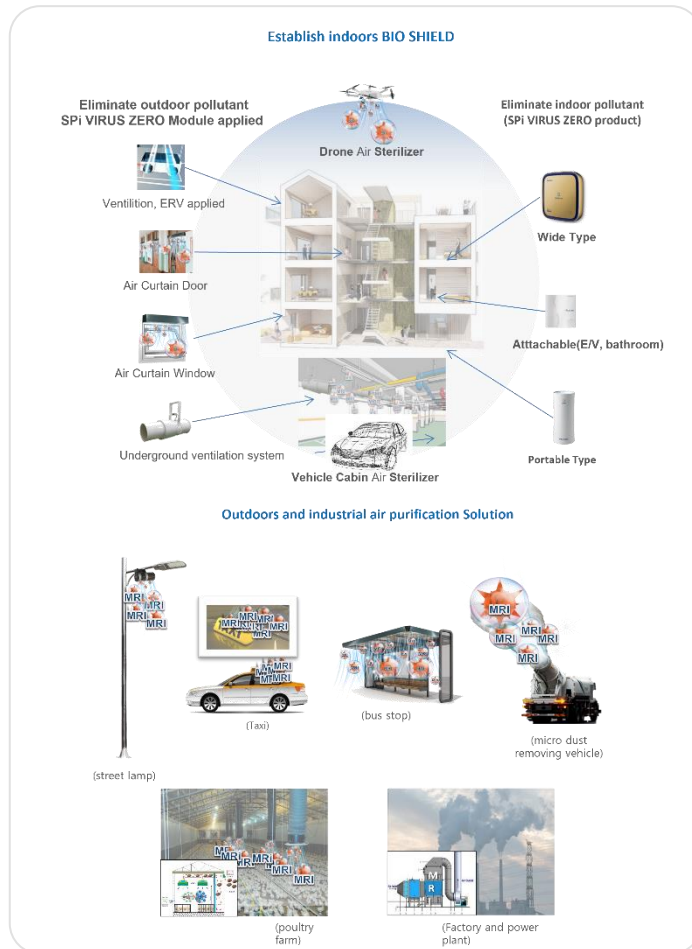 Establish indoors BIO SHIELD
Eliminate outdoor pollutant
SPi VIRUS ZERO Module applied
Eliminate indoor pollutant
(SPi VIRUS ZERO product)
Drone Air Sterilizer
Ventilition, ERV applied
Wide Type
Air Curtain Door
Atttachable(E/V, bathroom)
Air Curtain Window
Underground ventilation system
Portable Type
Vehicle Cabin Air Sterilizer
Outdoors and industrial air purification Solution
MRI
MRI
MRI
MRI
MRI
MRI
MRI
MRI
MRI
MRI
(Taxi)
(bus stop)
(micro dust
removing vehicle)
(street lamp)
MRI
MRI
MRI
MRI
M
R I
(poultry
farm)
(Factory and power
plant)